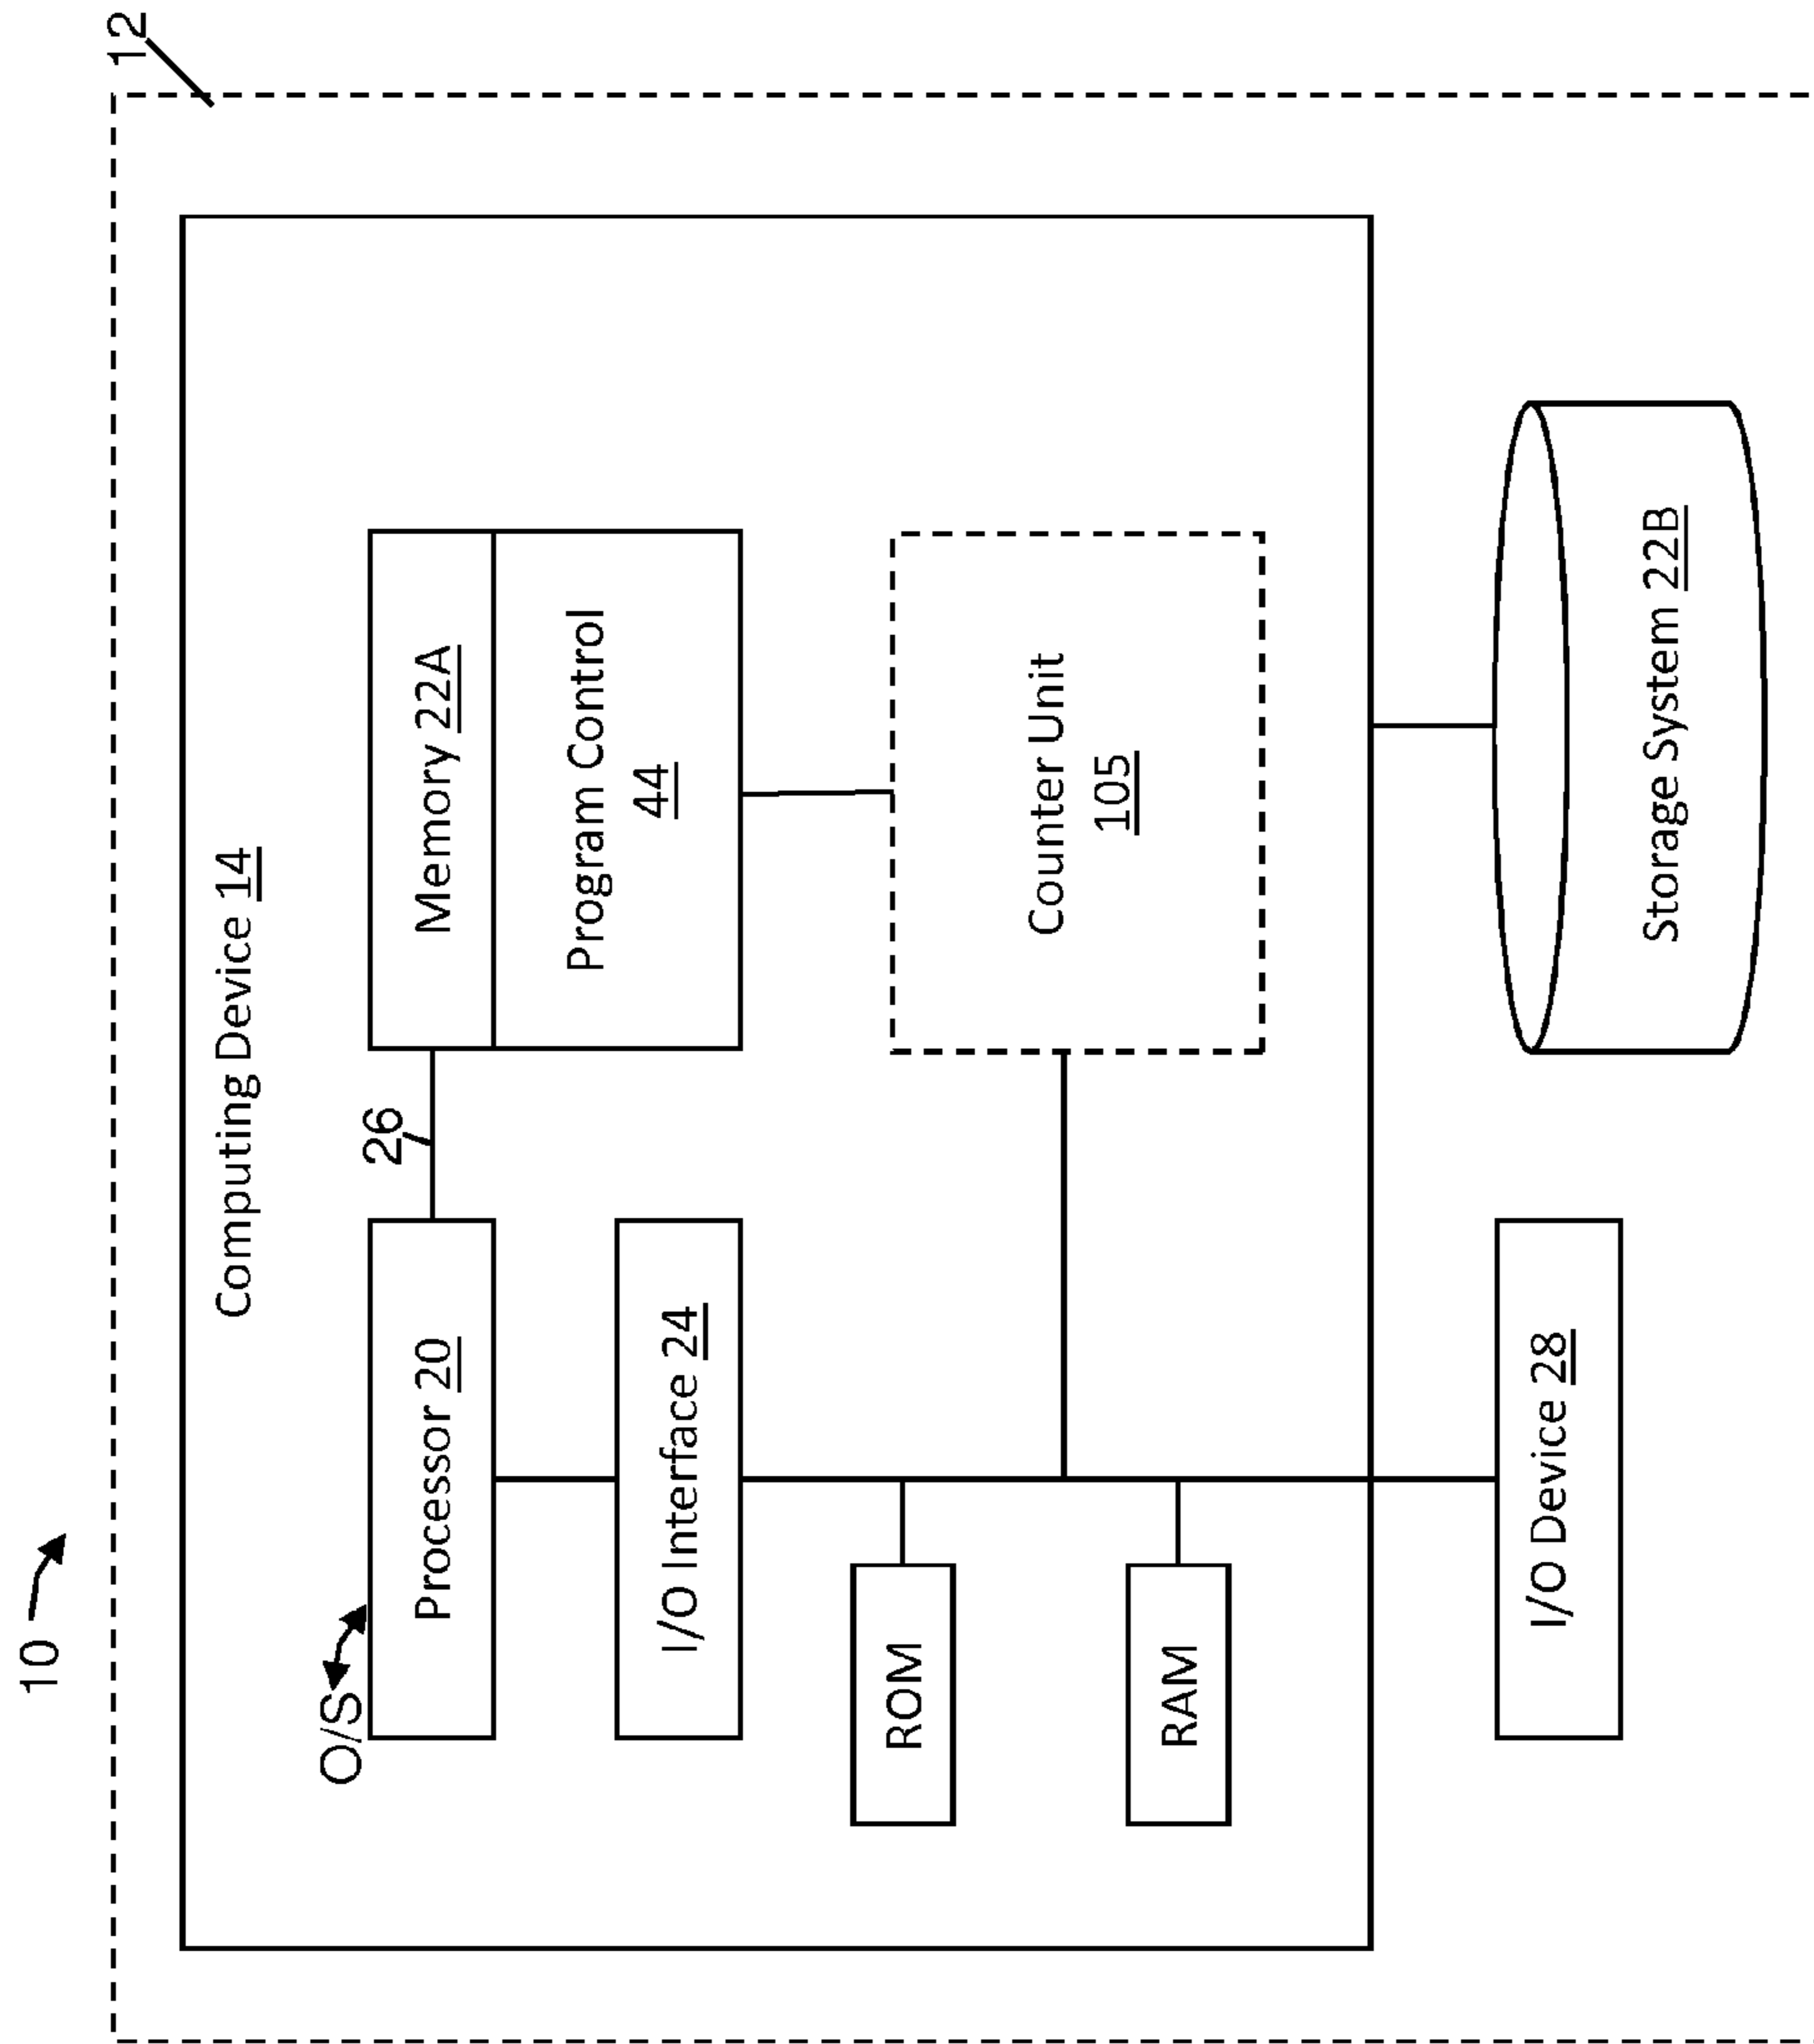 10
12
Computing Device 14
O/S
Processor 20
26
Memory 22A
Program Control
44
I/O Interface 24
ROM
Counter Unit
105
RAM
I/O Device 28
Storage System 22B